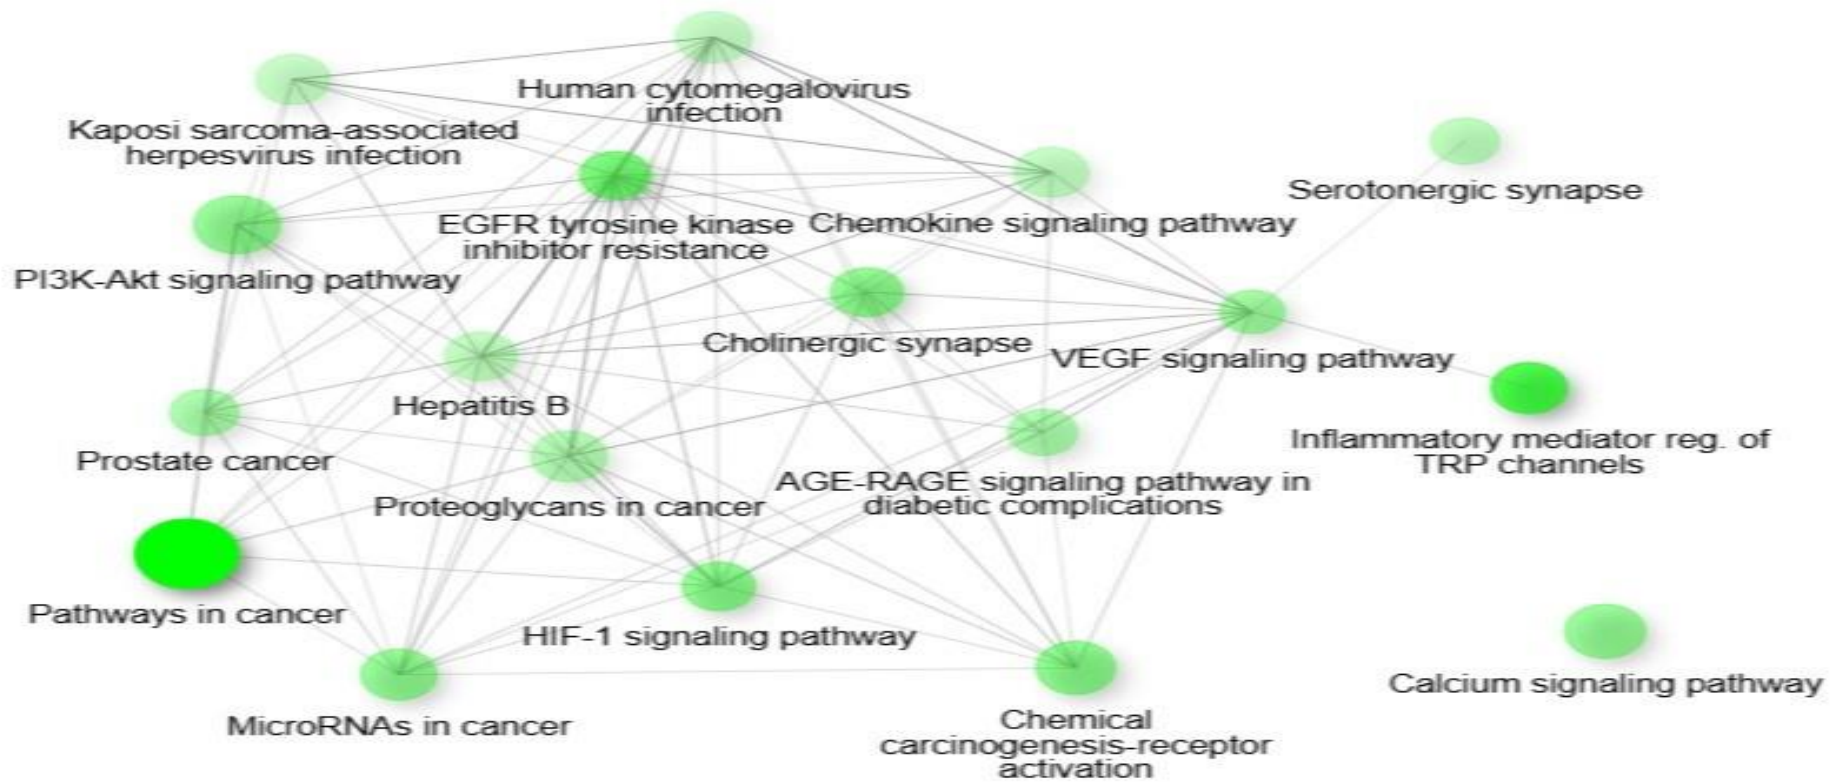 Human cytomegalovirus
infection
Kaposi sarcoma-associated
herpesvirus infection
Serotonergic synapse
EGFR tyrosine kinase
inhibitor resistance
Chemokine signaling pathway
PI3K-Akt signaling pathway
Cholinergic synapse
VEGF signaling pathway
Hepatitis B
Inflammatory mediator reg. of
TRP channels
Prostate cancer
AGE-RAGE signaling pathway in
diabetic complications
Proteoglycans in cancer
Pathways in cancer
HIF-1 signaling pathway
Calcium signaling pathway
MicroRNAs in cancer
Chemical
carcinogenesis-receptor
activation